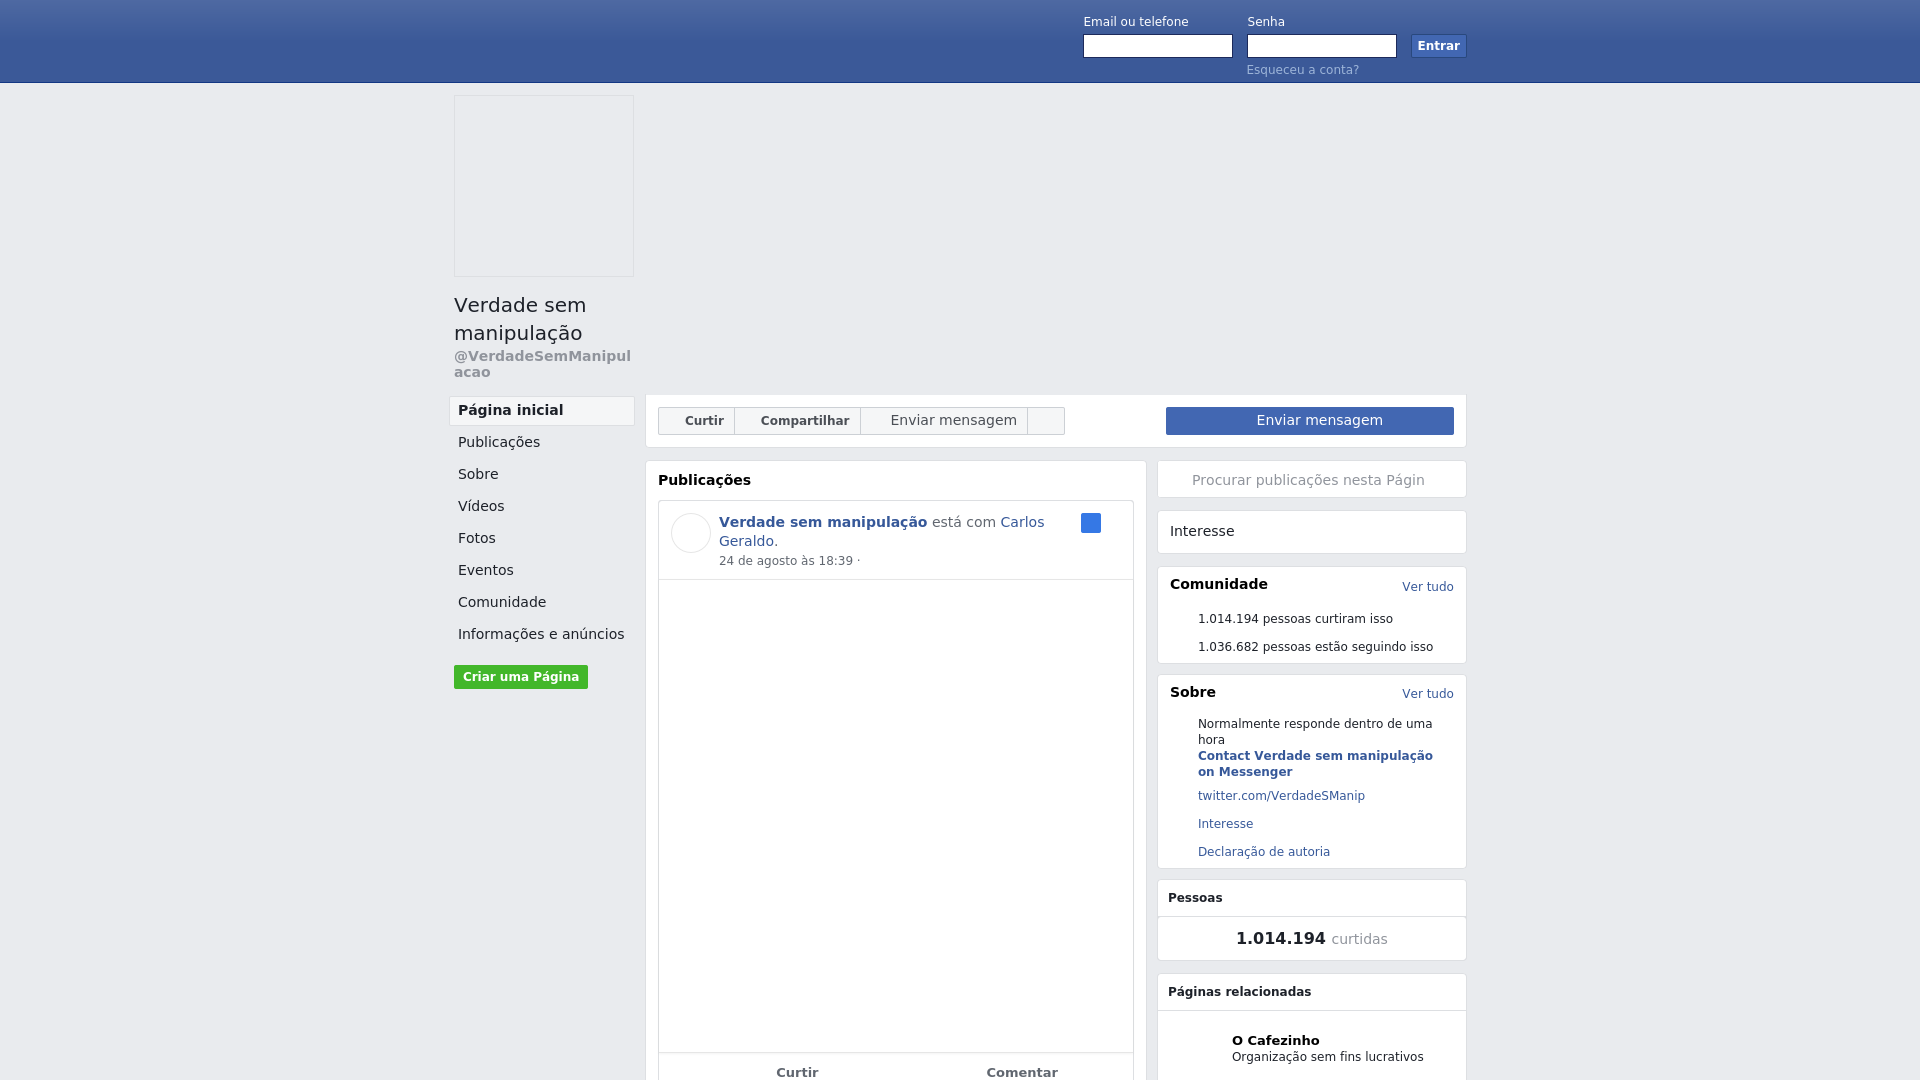 Email ou telefone
Senha
Entrar
Esqueceu a conta?
Verdade sem
manipulação
@VerdadeSemManipul
acao
Página inicial
Publicações
Sobre
Vídeos
Fotos
Eventos
Comunidade
Informações e anúncios
Criar uma Página
Curtir
Compartilhar
Enviar mensagem
Enviar mensagem
Publicações
Verdade sem manipulação está com Carlos
Geraldo.
24 de agosto às 18:39 ·
Curtir
Comentar
Procurar publicações nesta Págin
Interesse
Comunidade
Ver tudo
1.014.194 pessoas curtiram isso
1.036.682 pessoas estão seguindo isso
Sobre
Ver tudo
Normalmente responde dentro de uma
hora
Contact Verdade sem manipulação
on Messenger
twitter.com/VerdadeSManip
Interesse
Declaração de autoria
Pessoas
1.014.194 curtidas
Páginas relacionadas
O Cafezinho
Organização sem fins lucrativos